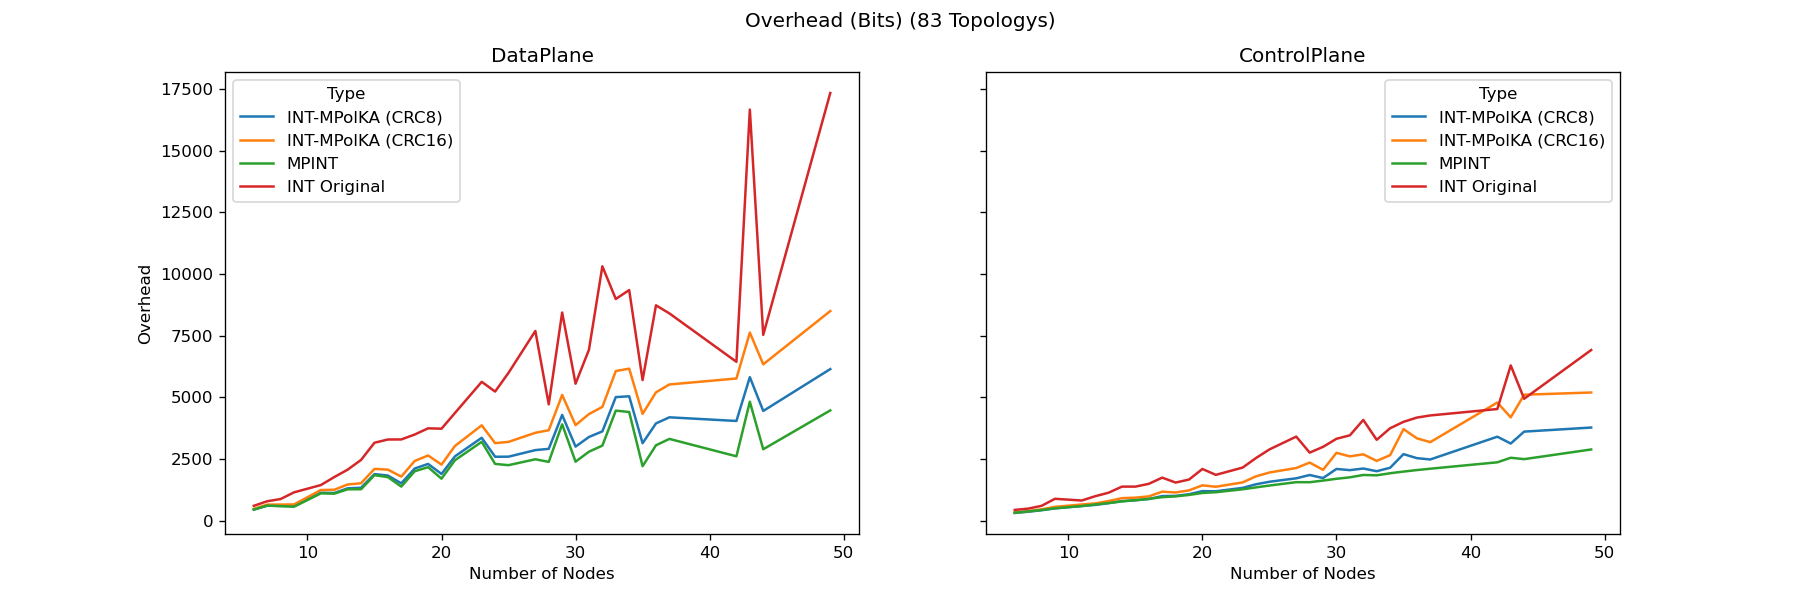 Overhead (Bits) (83 Topologys)
DataPlane
Overhead
17500
15000
12500
10000
7500
5000
2500
0
Type
INT-MPolKA (CRC8)
INT-MPolKA (CRC16)
MPINT
INT Original
10 20 30 40 50
Number of Nodes
ControlPlane
Type
INT-MPolKA (CRC8)
INT-MPolKA (CRC16)
MPINT
INT Original
10 20 30 40 50
Number of Nodes